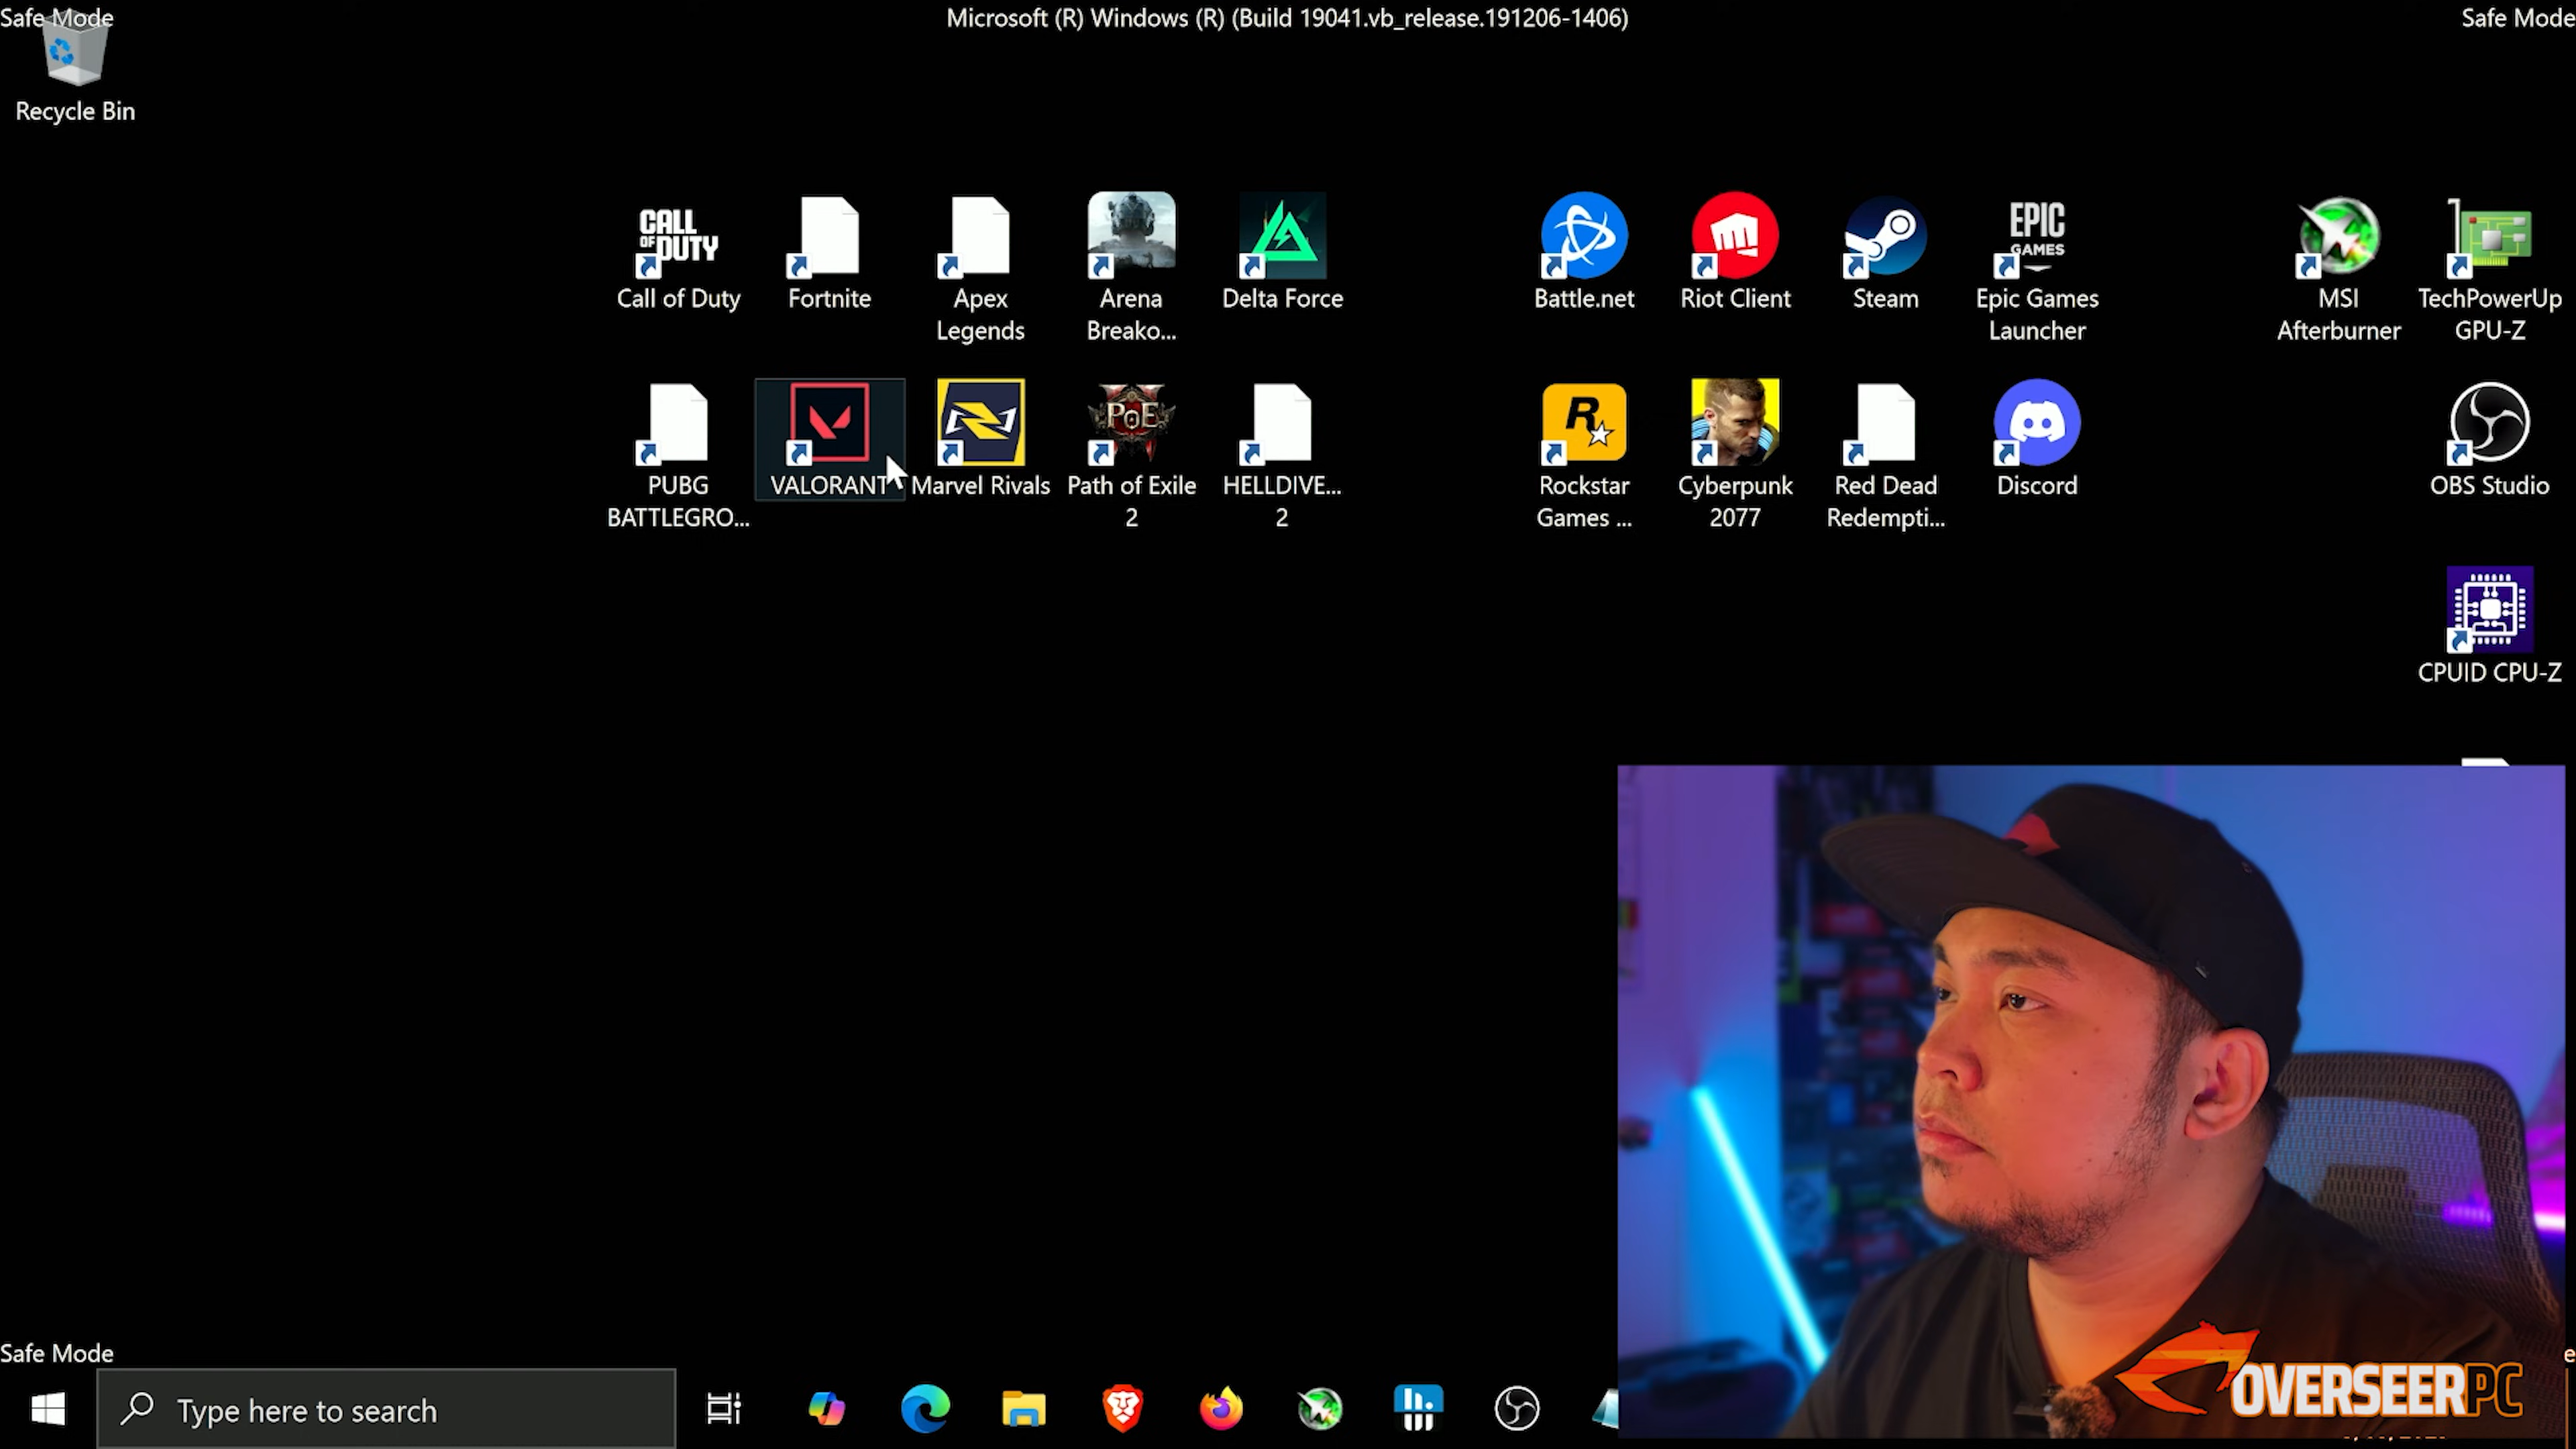 Safe Mode
Microsoft (R) Windows (R) (Build 19041.vb_release.191206-1406)
Safe Mode
Recycle Bin
CALL
OF DUTY
EPIC
GAMES
Call of Duty
Fortnite
Apex
Legends
Arena
Breako...
Delta Force
Battle.net
Riot Client
Steam
Epic Games
Launcher
MSI
Afterburner
TechPowerUp
GPU-Z
PoE
R
PUBG
BATTLEGRO...
VALORANT
Marvel Rivals
Path of Exile
2
HELLDIVE...
2
Rockstar
Games ...
Cyberpunk
2077
Red Dead
Redempti...
Discord
OBS Studio
CPUID CPU-Z
Safe Mode
Type here to search
OVERSEERPC